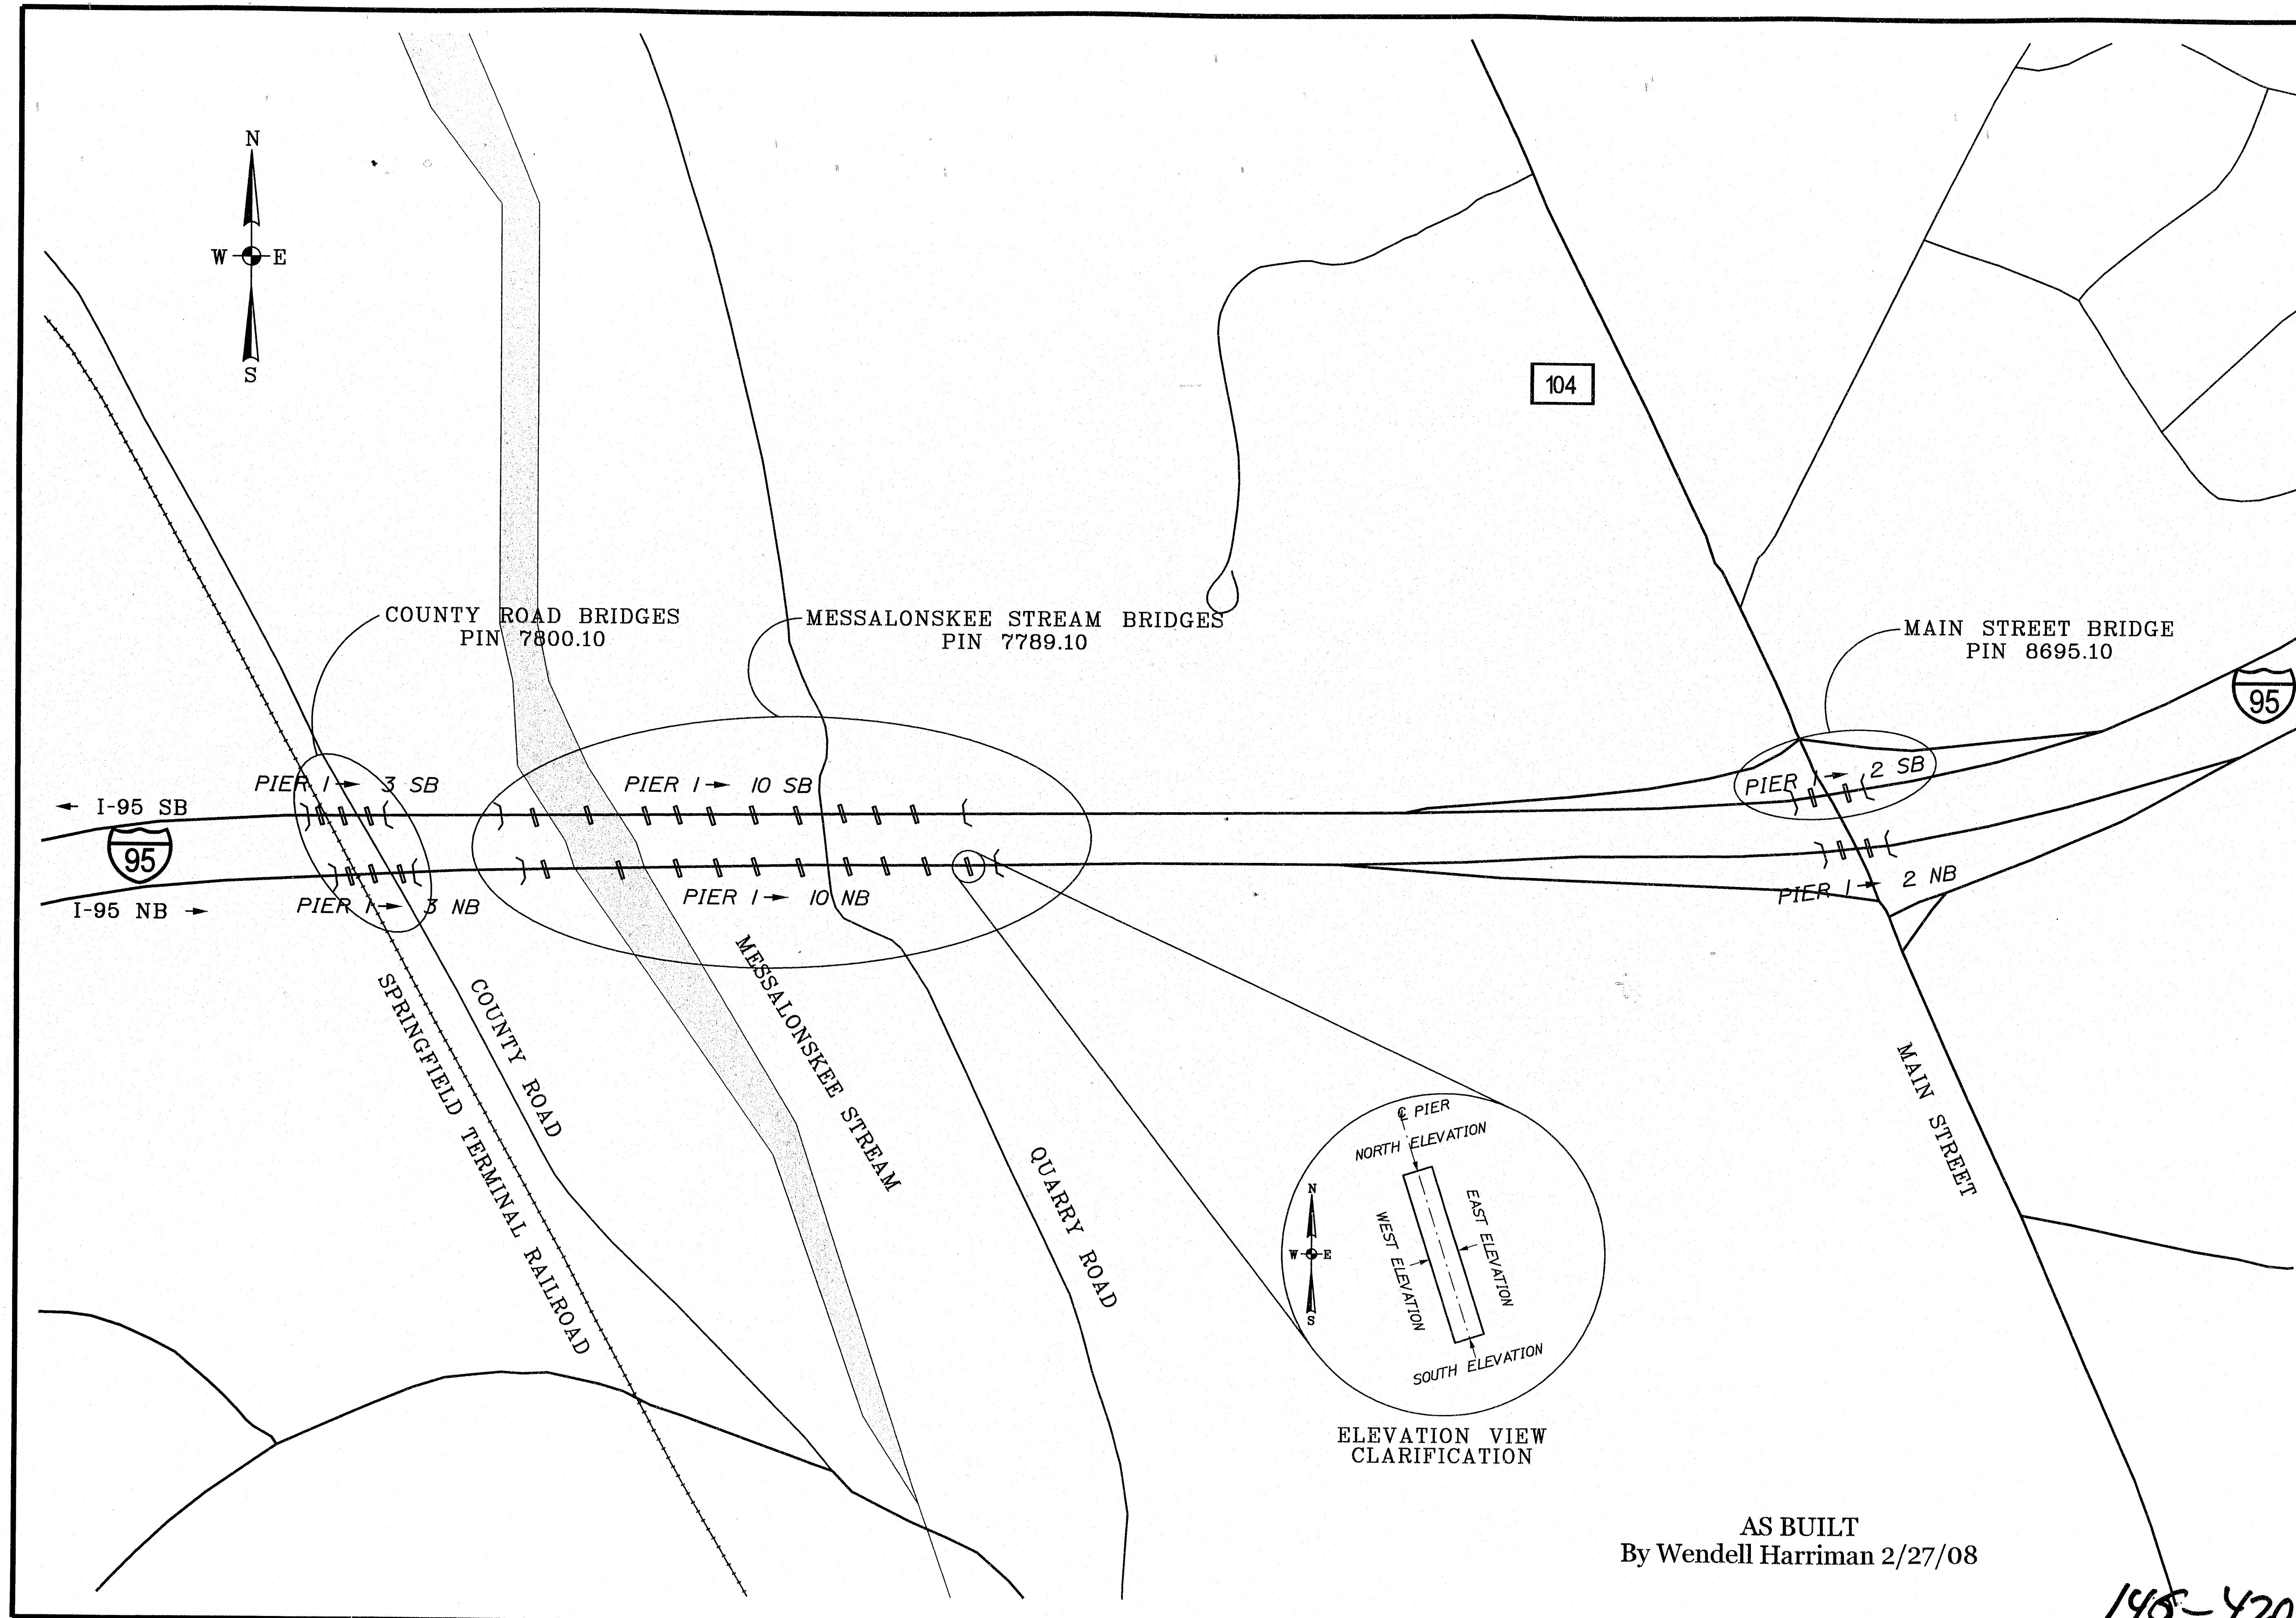 N
W E
S
104
COUNTY ROAD BRIDGES
PIN 7800.10
MESSALONSKEE STREAM BRIDGES
PIN 7789.10
MAIN STREET BRIDGE
PIN 8695.10
95
PIER 1 → 3 SB
PIER 1 → 10 SB
PIER 1 → 2 SB
← I-95 SB
95
I-95 NB →
PIER 1 → 3 NB
PIER 1 → 10 NB
PIER 1 → 2 NB
SPRINGFIELD TERMINAL RAILROAD
COUNTY ROAD
MESSALONSKEE STREAM
QUARRY ROAD
MAIN STREET
℄ PIER
NORTH ELEVATION
EAST ELEVATION
WEST ELEVATION
SOUTH ELEVATION
N
W E
S
ELEVATION VIEW
CLARIFICATION
AS BUILT
By Wendell Harriman 2/27/08